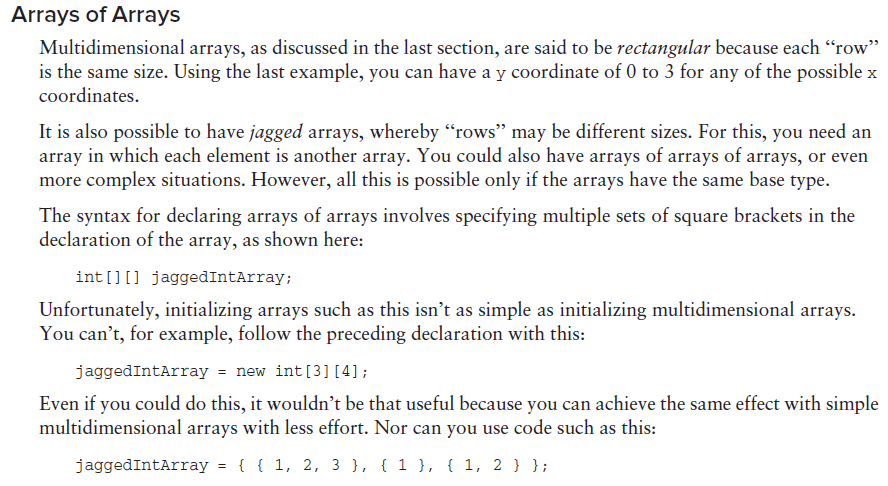 Arrays of Arrays
Multidimensional arrays, as discussed in the last section, are said to be rectangular because each “row”
is the same size. Using the last example, you can have a y coordinate of 0 to 3 for any of the possible x
coordinates.
It is also possible to have jagged arrays, whereby “rows” may be different sizes. For this, you need an
array in which each element is another array. You could also have arrays of arrays of arrays, or even
more complex situations. However, all this is possible only if the arrays have the same base type.
The syntax for declaring arrays of arrays involves specifying multiple sets of square brackets in the
declaration of the array, as shown here:
int[][] jaggedIntArray;
Unfortunately, initializing arrays such as this isn’t as simple as initializing multidimensional arrays.
You can’t, for example, follow the preceding declaration with this:
jaggedIntArray = new int[3][4];
Even if you could do this, it wouldn’t be that useful because you can achieve the same effect with simple
multidimensional arrays with less effort. Nor can you use code such as this:
jaggedIntArray = { { 1, 2, 3 }, { 1 }, { 1, 2 } };